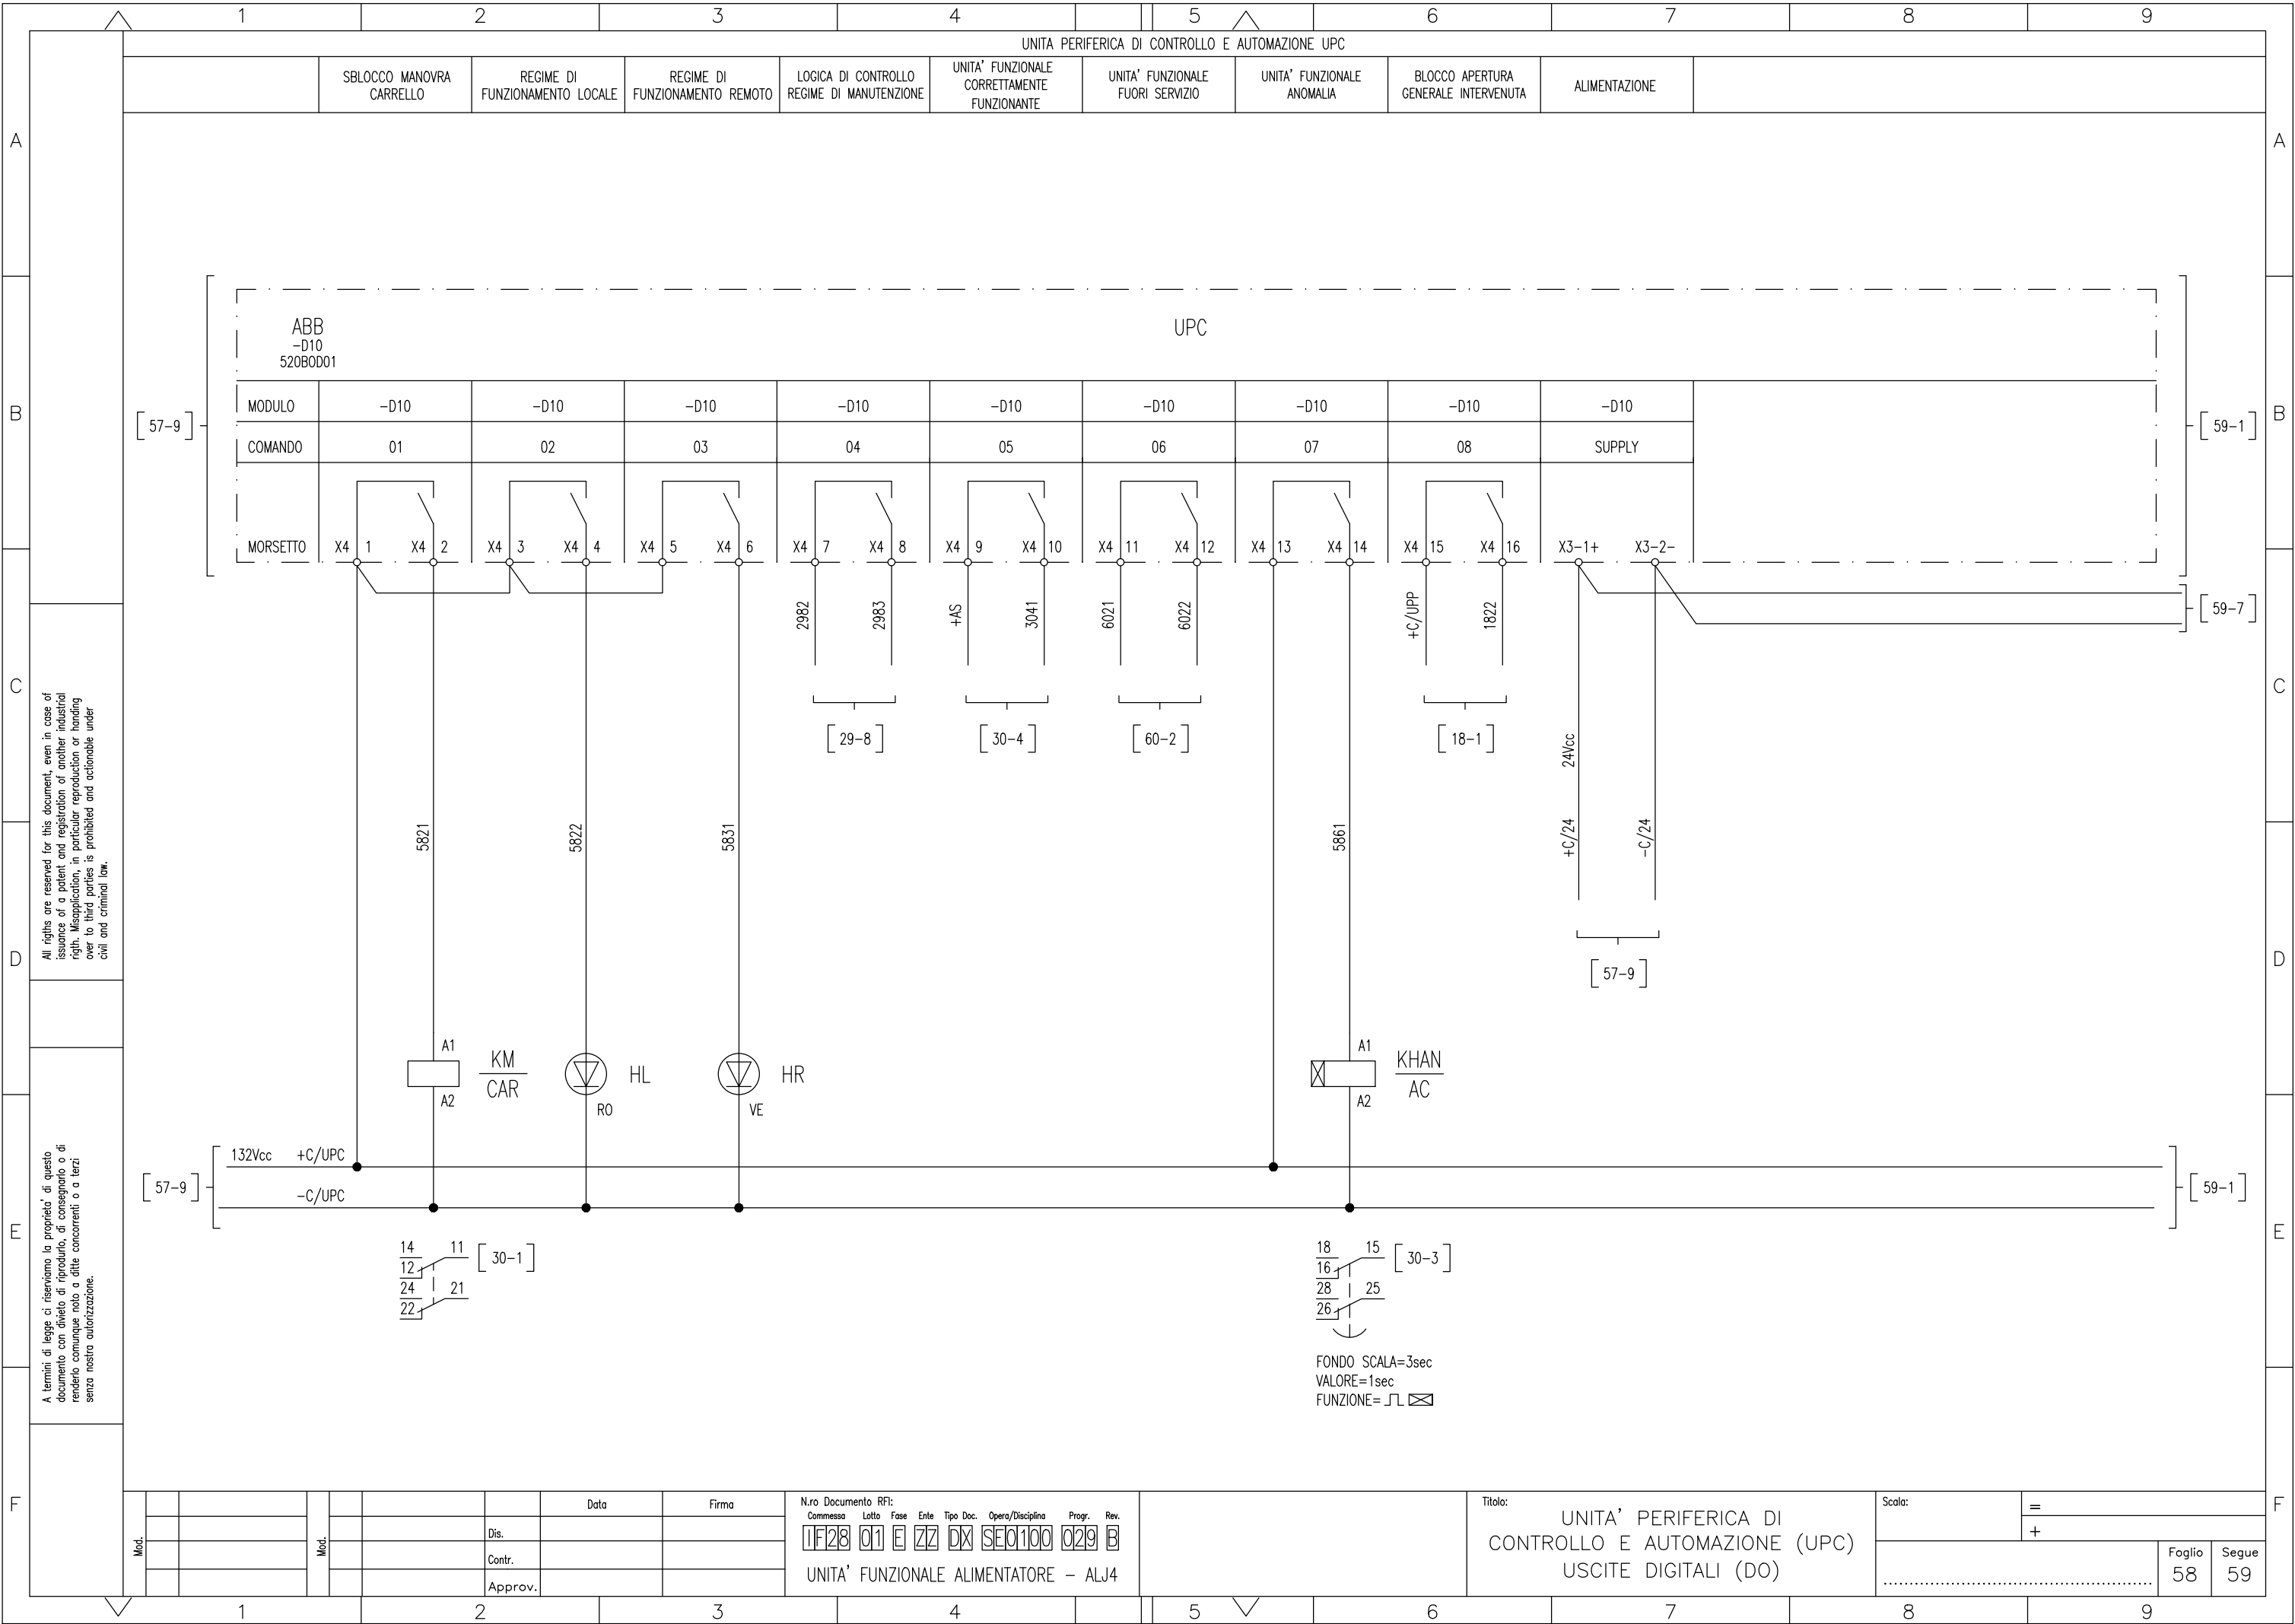 1 2 3 4 5 6 7 8 9
UNITA PERIFERICA DI CONTROLLO E AUTOMAZIONE UPC
SBLOCCO MANOVRA
CARRELLO
REGIME DI
FUNZIONAMENTO LOCALE
REGIME DI
FUNZIONAMENTO REMOTO
LOGICA DI CONTROLLO
REGIME DI MANUTENZIONE
UNITA' FUNZIONALE
CORRETTAMENTE
FUNZIONANTE
UNITA' FUNZIONALE
FUORI SERVIZIO
UNITA' FUNZIONALE
ANOMALIA
BLOCCO APERTURA
GENERALE INTERVENUTA
ALIMENTAZIONE
A A
ABB
-D10
520BOD01
UPC
B B
[57-9] [59-1]
MODULO -D10 -D10 -D10 -D10 -D10 -D10 -D10 -D10 -D10
COMANDO 01 02 03 04 05 06 07 08 SUPPLY
MORSETTO X4 1 X4 2 X4 3 X4 4 X4 5 X4 6 X4 7 X4 8 X4 9 X4 10 X4 11 X4 12 X4 13 X4 14 X4 15 X4 16 X3-1+ X3-2-
[59-7]
2982 2983 +AS 3041 6021 6022 +C/UPP 1822
C C
[29-8] [30-4] [60-2] [18-1]
24Vcc
5821 5822 5831 5861 +C/24 -C/24
D D
[57-9]
A1
KM
CAR
A2
HL
RO
HR
VE
A1
KHAN
AC
A2
132Vcc +C/UPC
-C/UPC
[57-9] [59-1]
E E
14 11 [30-1]
12
24 21
22
18 15 [30-3]
16
28 25
26
FONDO SCALA=3sec
VALORE=1sec
FUNZIONE=
All rigths are reserved for this document, even in case of
issuance of a patent and registration of another industrial
rigth. Misapplication, in particular reproduction or handing
over to third parties is prohibited and actionable under
civil and criminal law.
A termini di legge ci riserviamo la proprieta' di questo
documento con divieto di riprodurlo, di consegnarlo o di
renderlo comunque noto a ditte concorrenti o a terzi
senza nostra autorizzazione.
F F
Mod. Mod.
Data Firma
Dis.
Contr.
Approv.
N.ro Documento RFI:
Commessa Lotto Fase Ente Tipo Doc. Opera/Disciplina Progr. Rev.
IF28 01 E ZZ DX SE0100 029 B
UNITA' FUNZIONALE ALIMENTATORE - ALJ4
Titolo:
UNITA' PERIFERICA DI
CONTROLLO E AUTOMAZIONE (UPC)
USCITE DIGITALI (DO)
Scala:
=
+
Foglio Segue
58 59
1 2 3 4 5 6 7 8 9